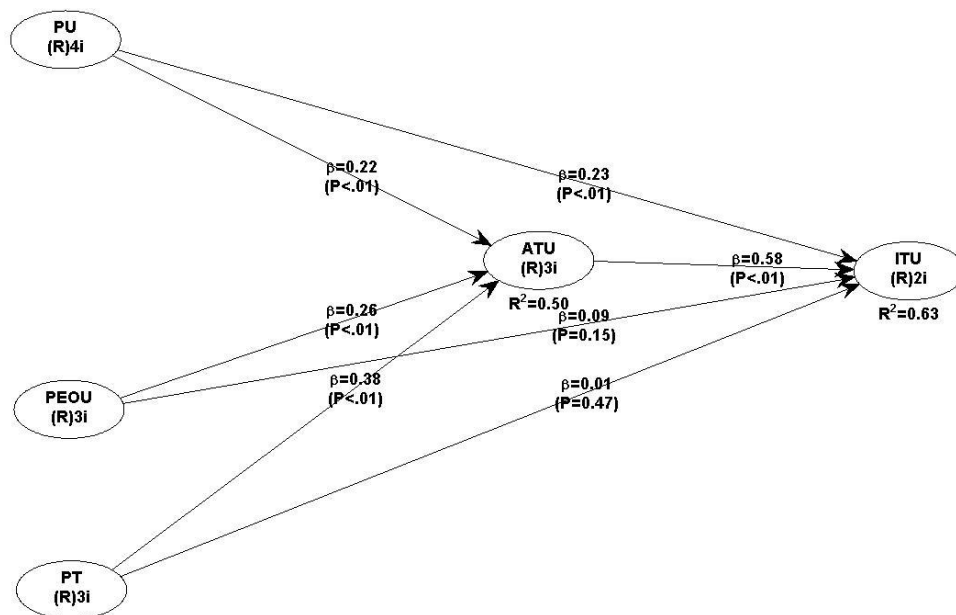 PU
(R)4i
β=0.22
(P<.01)
β=0.23
(P<.01)
ATU
(R)3i
R²=0.50
β=0.58
(P<.01)
ITU
(R)2i
R²=0.63
β=0.26
(P<.01)
β=0.09
(P=0.15)
PEOU
(R)3i
β=0.38
(P<.01)
β=0.01
(P=0.47)
PT
(R)3i